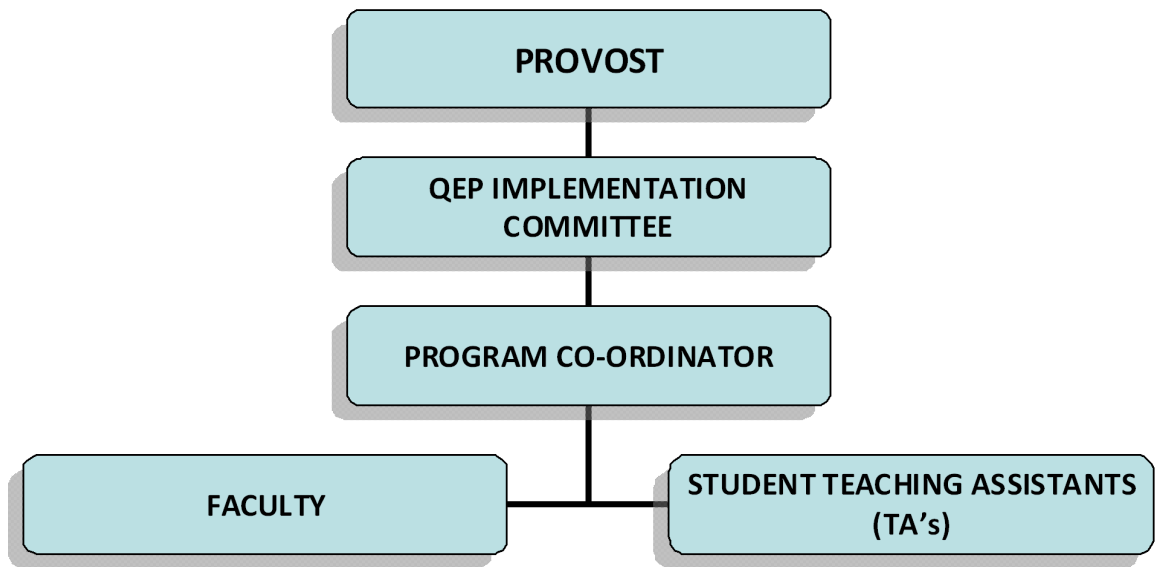 PROVOST
QEP IMPLEMENTATION
COMMITTEE
PROGRAM CO-ORDINATOR
FACULTY
STUDENT TEACHING ASSISTANTS
(TA’s)